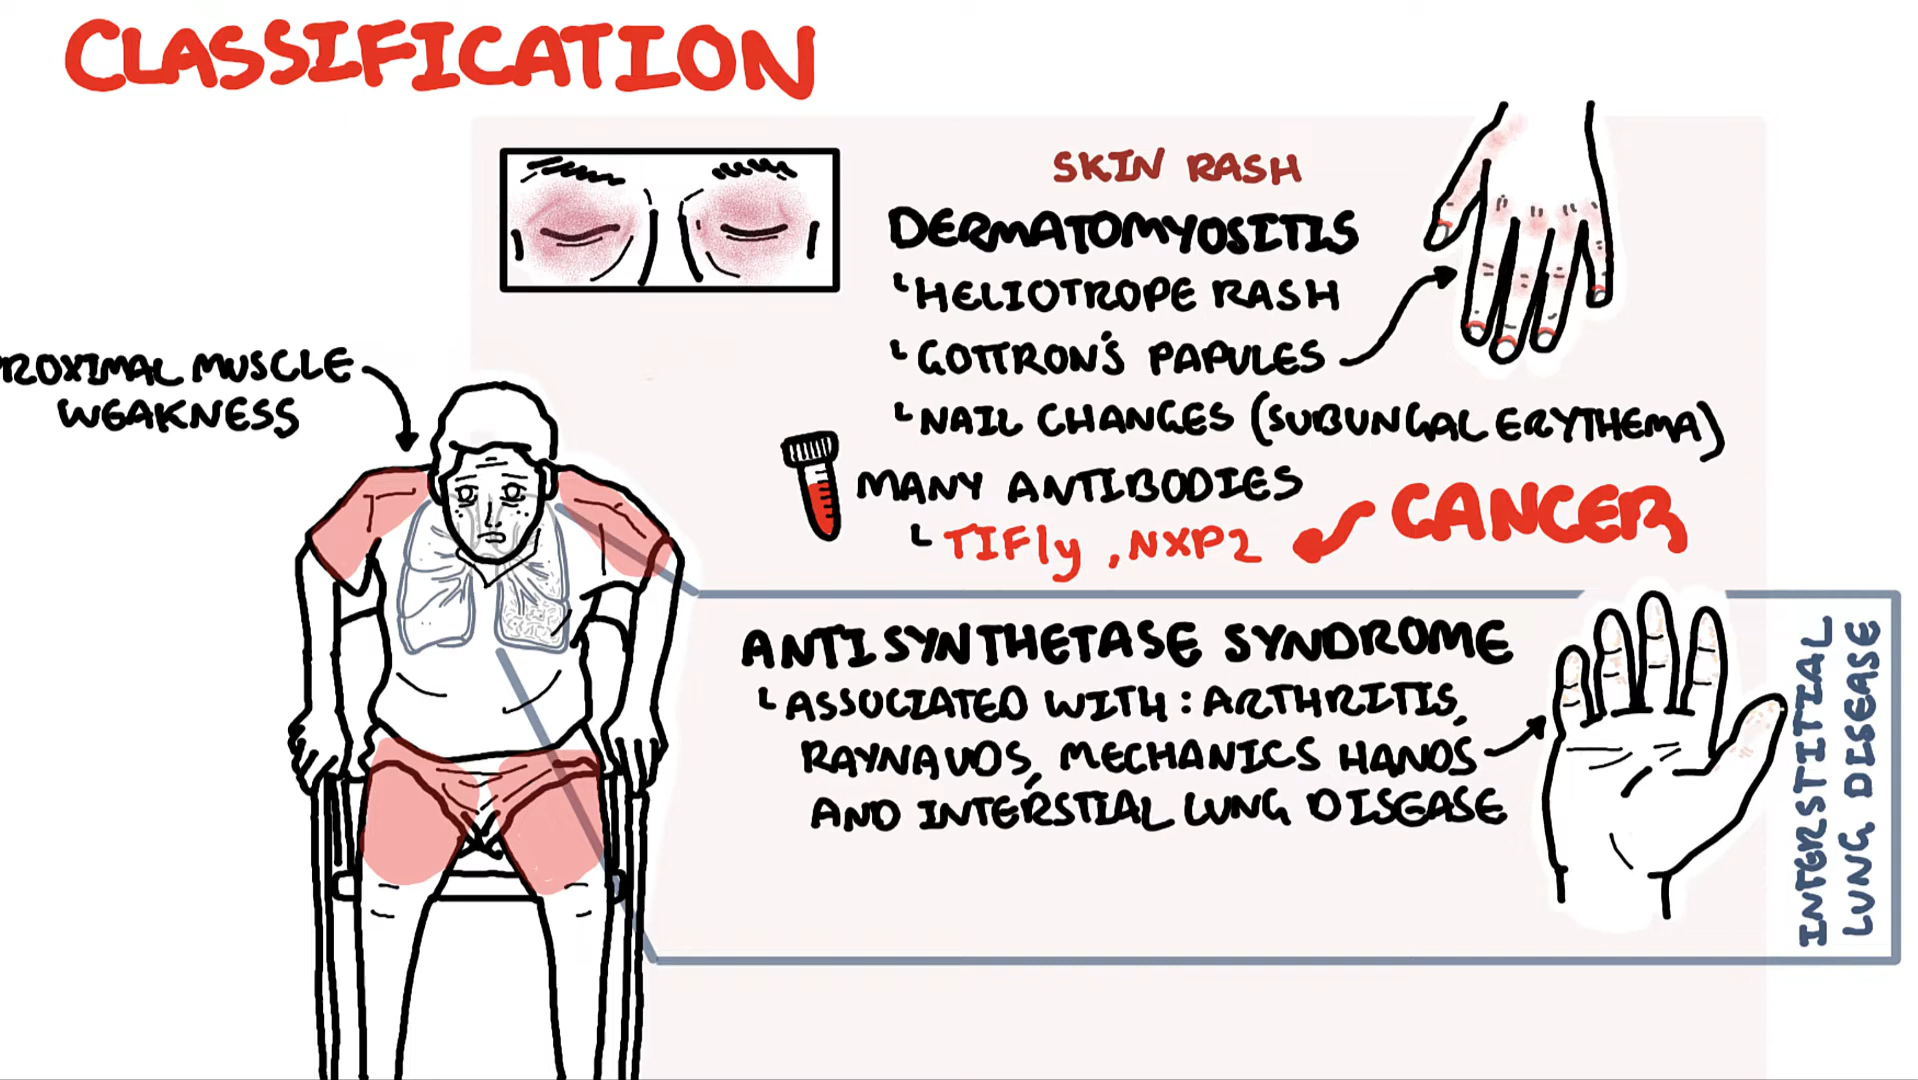 CLASSIFICATION
SKIN RASH
DERMATOMYOSITIS
HELIOTROPE RASH
GOTTRON'S PAPULES
NAIL CHANGES (SUBUNGAL ERYTHEMA)
PROXIMAL MUSCLE
WEAKNESS
MANY ANTIBODIES
CANCER
TIF1γ, NXP2
ANTISYNTHETASE SYNDROME
ASSOCIATED WITH: ARTHRITIS,
RAYNAUDS, MECHANICS HANDS
AND INTERSTIAL LUNG DISEASE
INTERSTITIAL
LUNG DISEASE